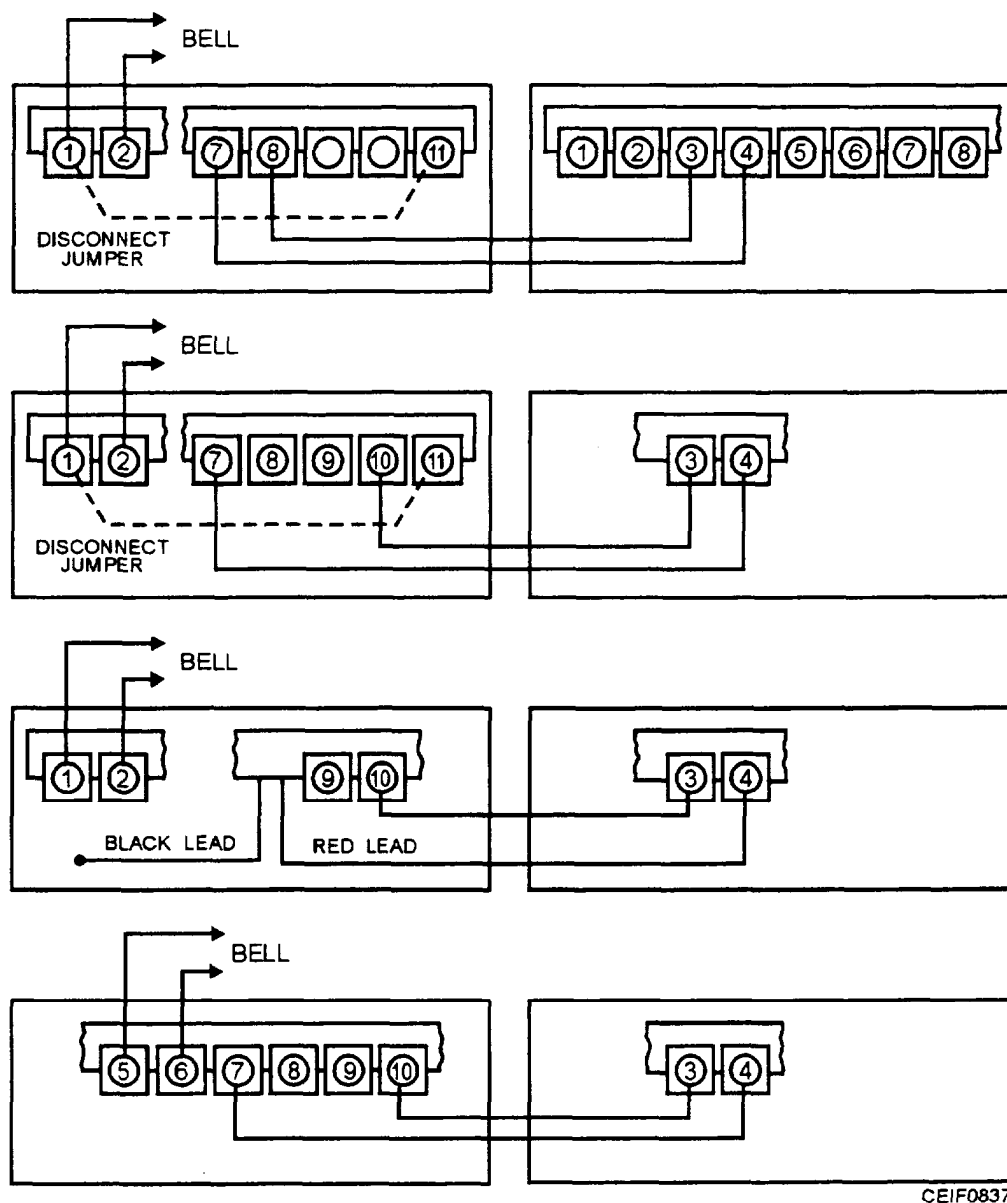 BELL
1 2 7 8 11 1 2 3 4 5 6 7 8
DISCONNECT
JUMPER
BELL
1 2 7 8 9 10 11 3 4
DISCONNECT
JUMPER
BELL
1 2 9 10 3 4
BLACK LEAD RED LEAD
BELL
5 6 7 8 9 10 3 4
CEIF0837